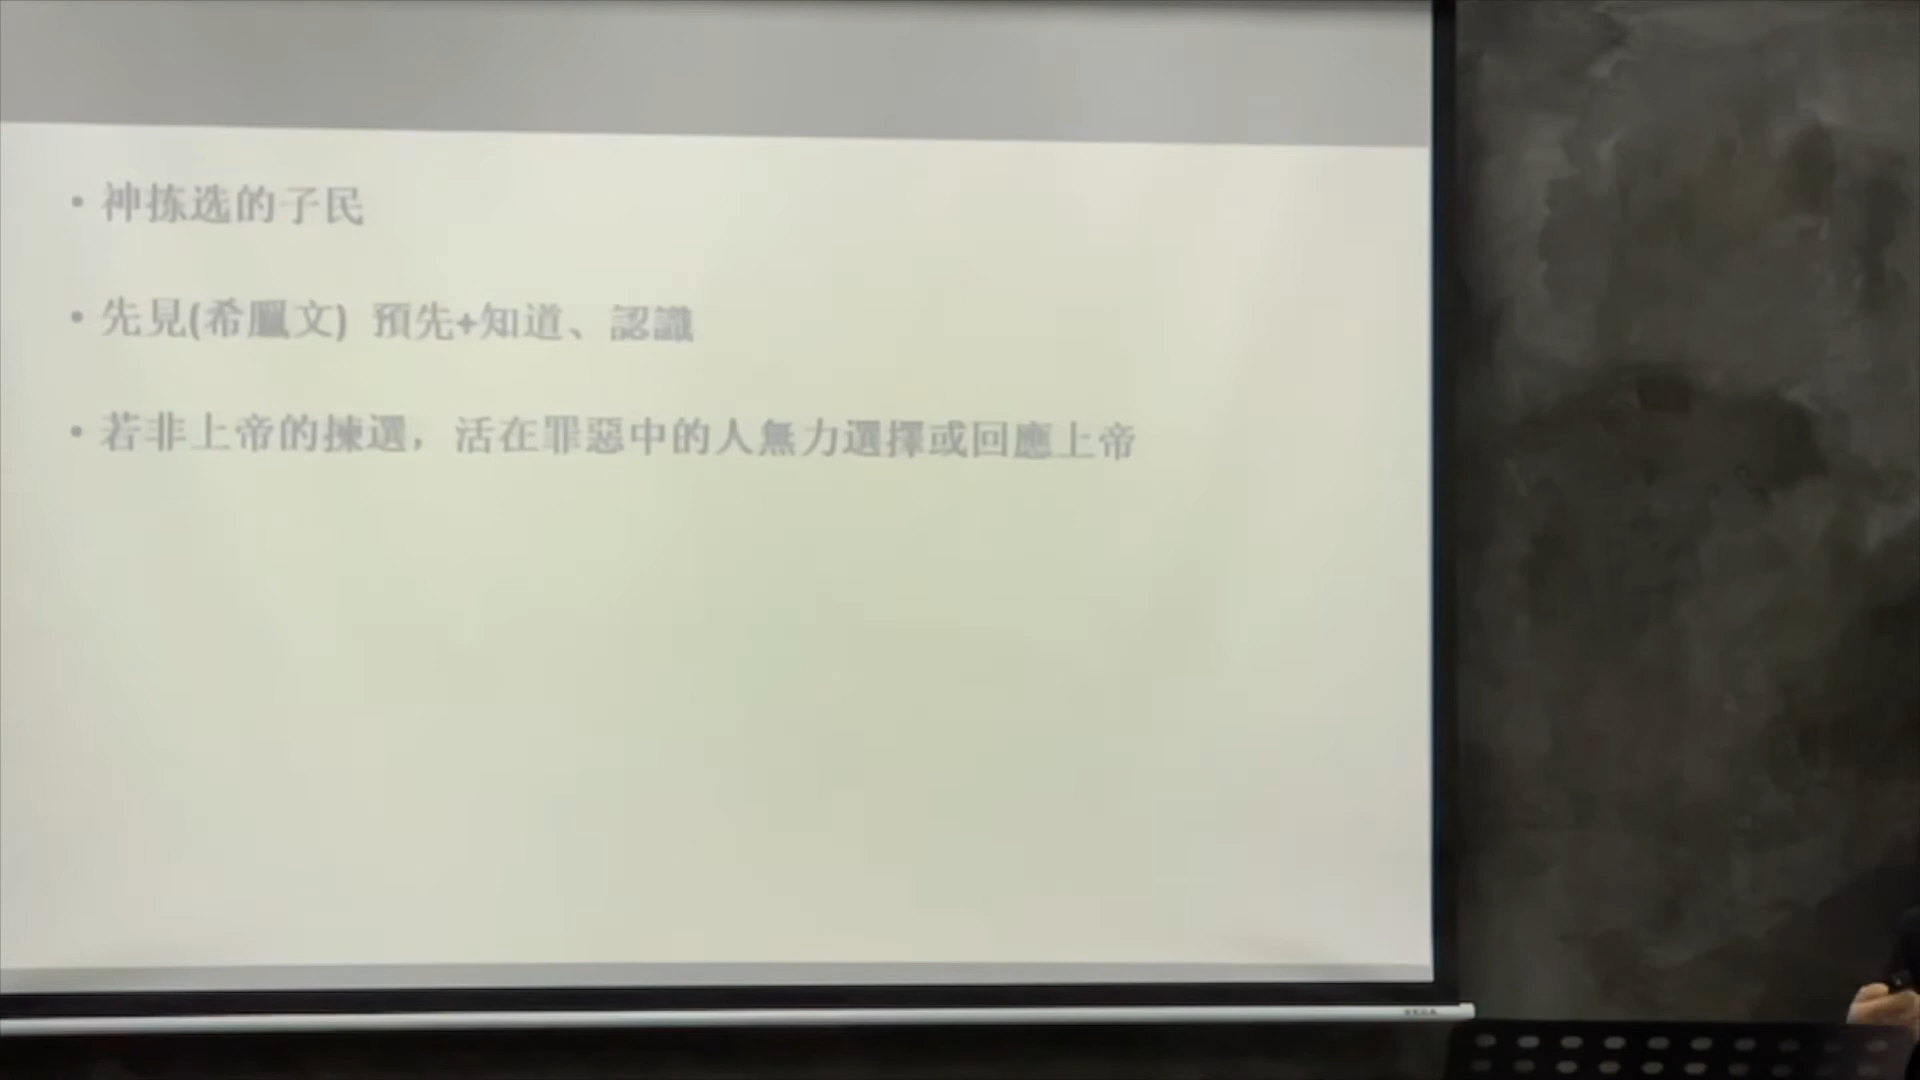 • 神拣选的子民
• 先見(希臘文) 預先+知道、認識
• 若非上帝的揀選，活在罪惡中的人無力選擇或回應上帝